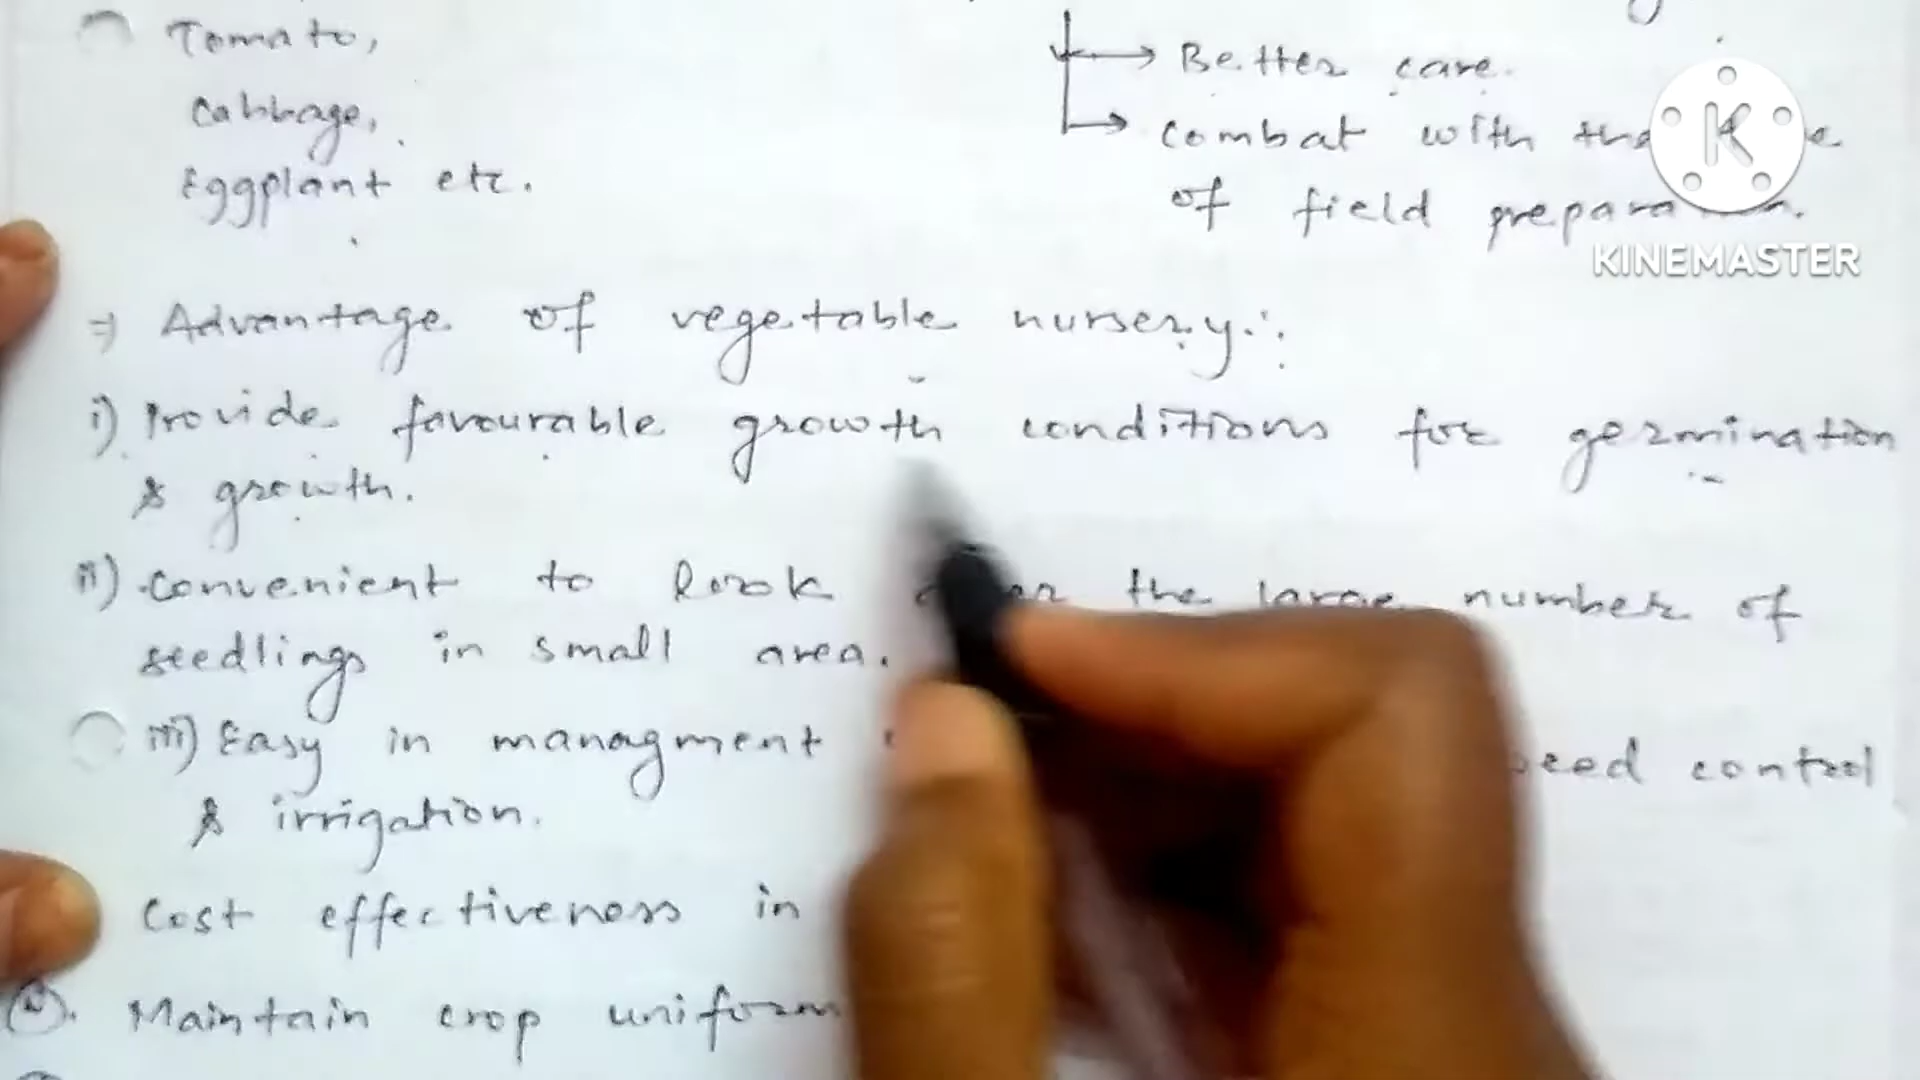 Tomato,
Cabbage,
Eggplant etc.
Better care.
combat with
of field
KINEMASTER
⇒ Advantage of vegetable nursery:
i) Provide favourable growth conditions for germination
& growth.
ii) convenient to look the large number of
seedlings in small area.
iii) Easy in managment control
& irrigation.
Cost effectiveness in
Maintain crop